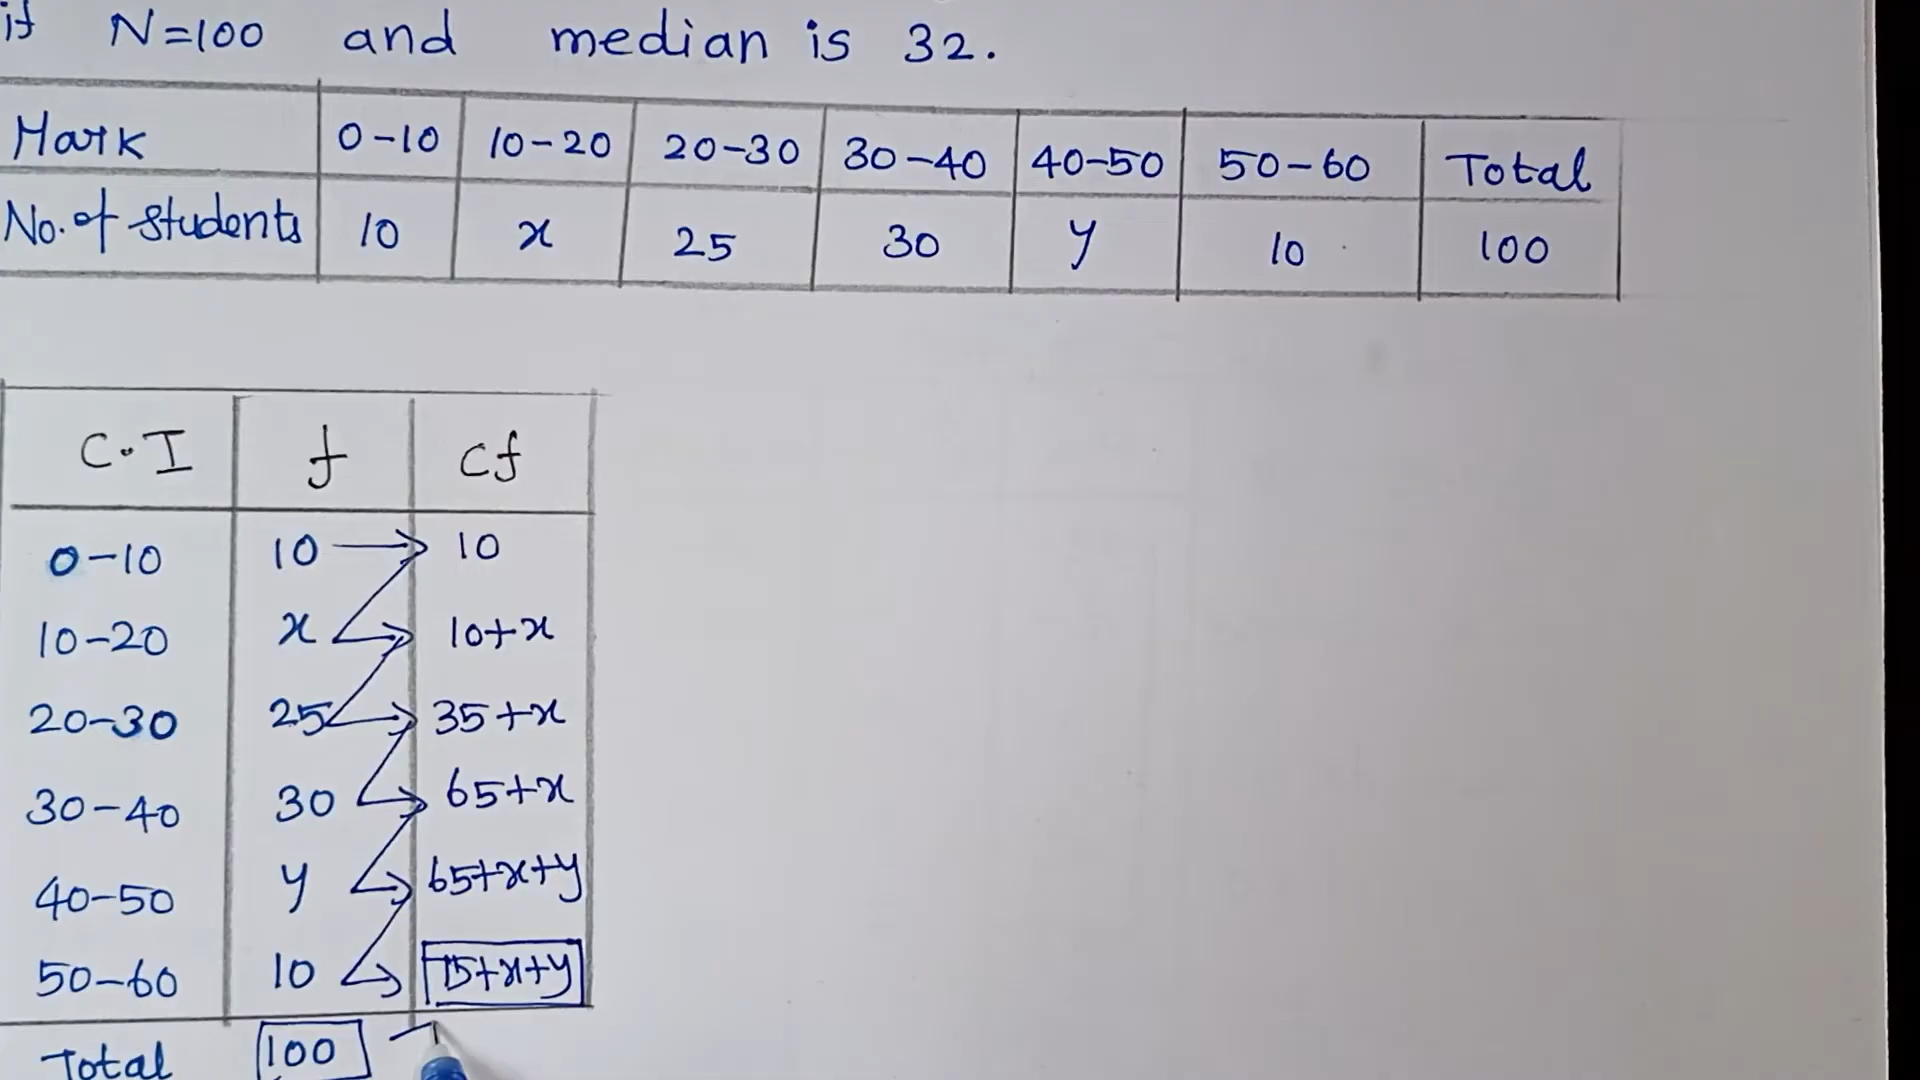 if N=100 and median is 32.
Mark 0-10 10-20 20-30 30-40 40-50 50-60 Total
No. of students 10 x 25 30 y 10 100
C.I f cf
0-10 10 10
10-20 x 10+x
20-30 25 35+x
30-40 30 65+x
40-50 y 65+x+y
50-60 10 75+x+y
Total 100